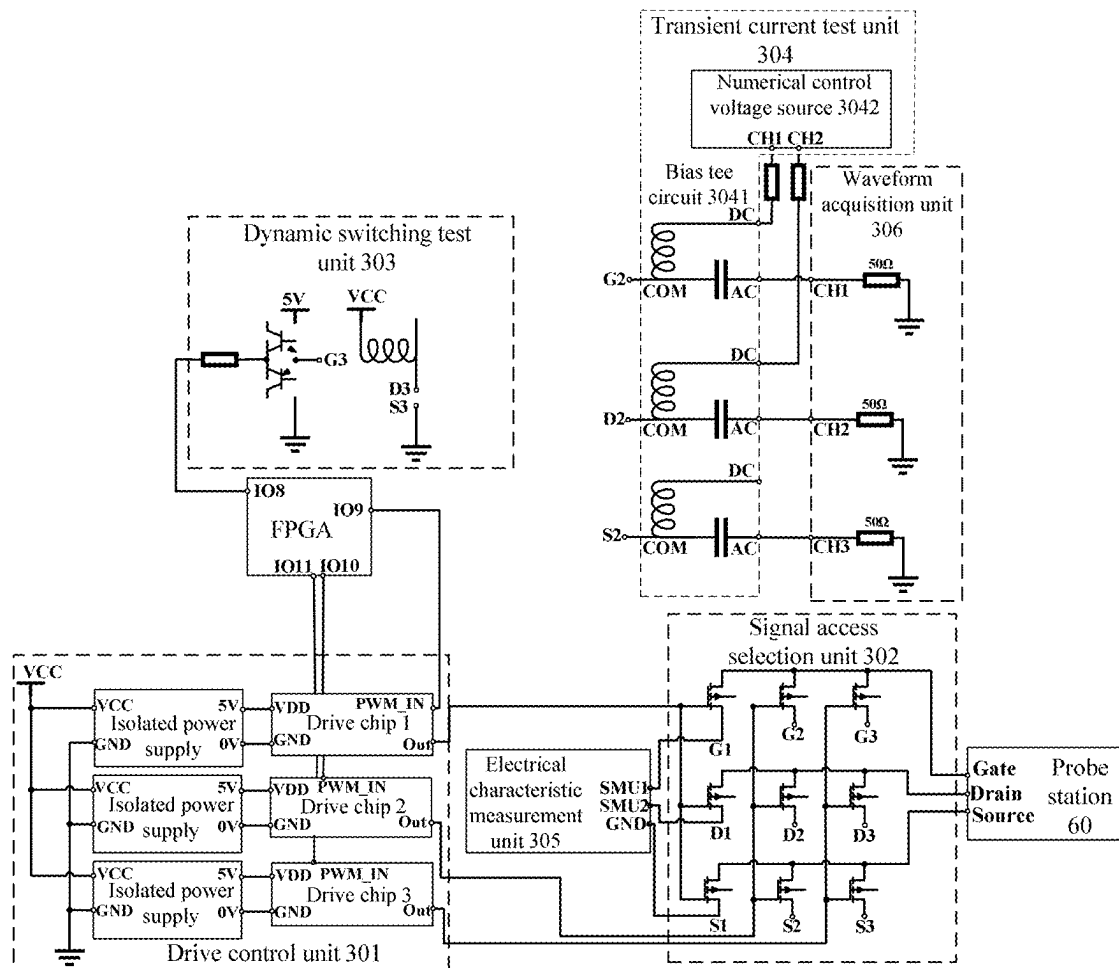 Transient current test unit
304
Numerical control
voltage source 3042
CH1 CH2
Bias tee
circuit 3041
Waveform
acquisition unit
306
DC
G2
COM
AC
CH1
50Ω
DC
D2
COM
AC
CH2
50Ω
DC
S2
COM
AC
CH3
50Ω
Dynamic switching test
unit 303
5V
VCC
G3
D3
S3
IO8
IO9
FPGA
IO11 IO10
VCC
VCC
5V
Isolated power
supply
GND
0V
VDD
PWM_IN
Drive chip 1
GND
Out
VCC
5V
Isolated power
supply
GND
0V
VDD
PWM_IN
Drive chip 2
GND
Out
VCC
5V
Isolated power
supply
GND
0V
VDD
PWM_IN
Drive chip 3
GND
Out
Drive control unit 301
Electrical
characteristic
measurement
unit 305
SMU1
SMU2
GND
Signal access
selection unit 302
G1
G2
G3
D1
D2
D3
S1
S2
S3
Gate
Drain
Source
Probe
station
60